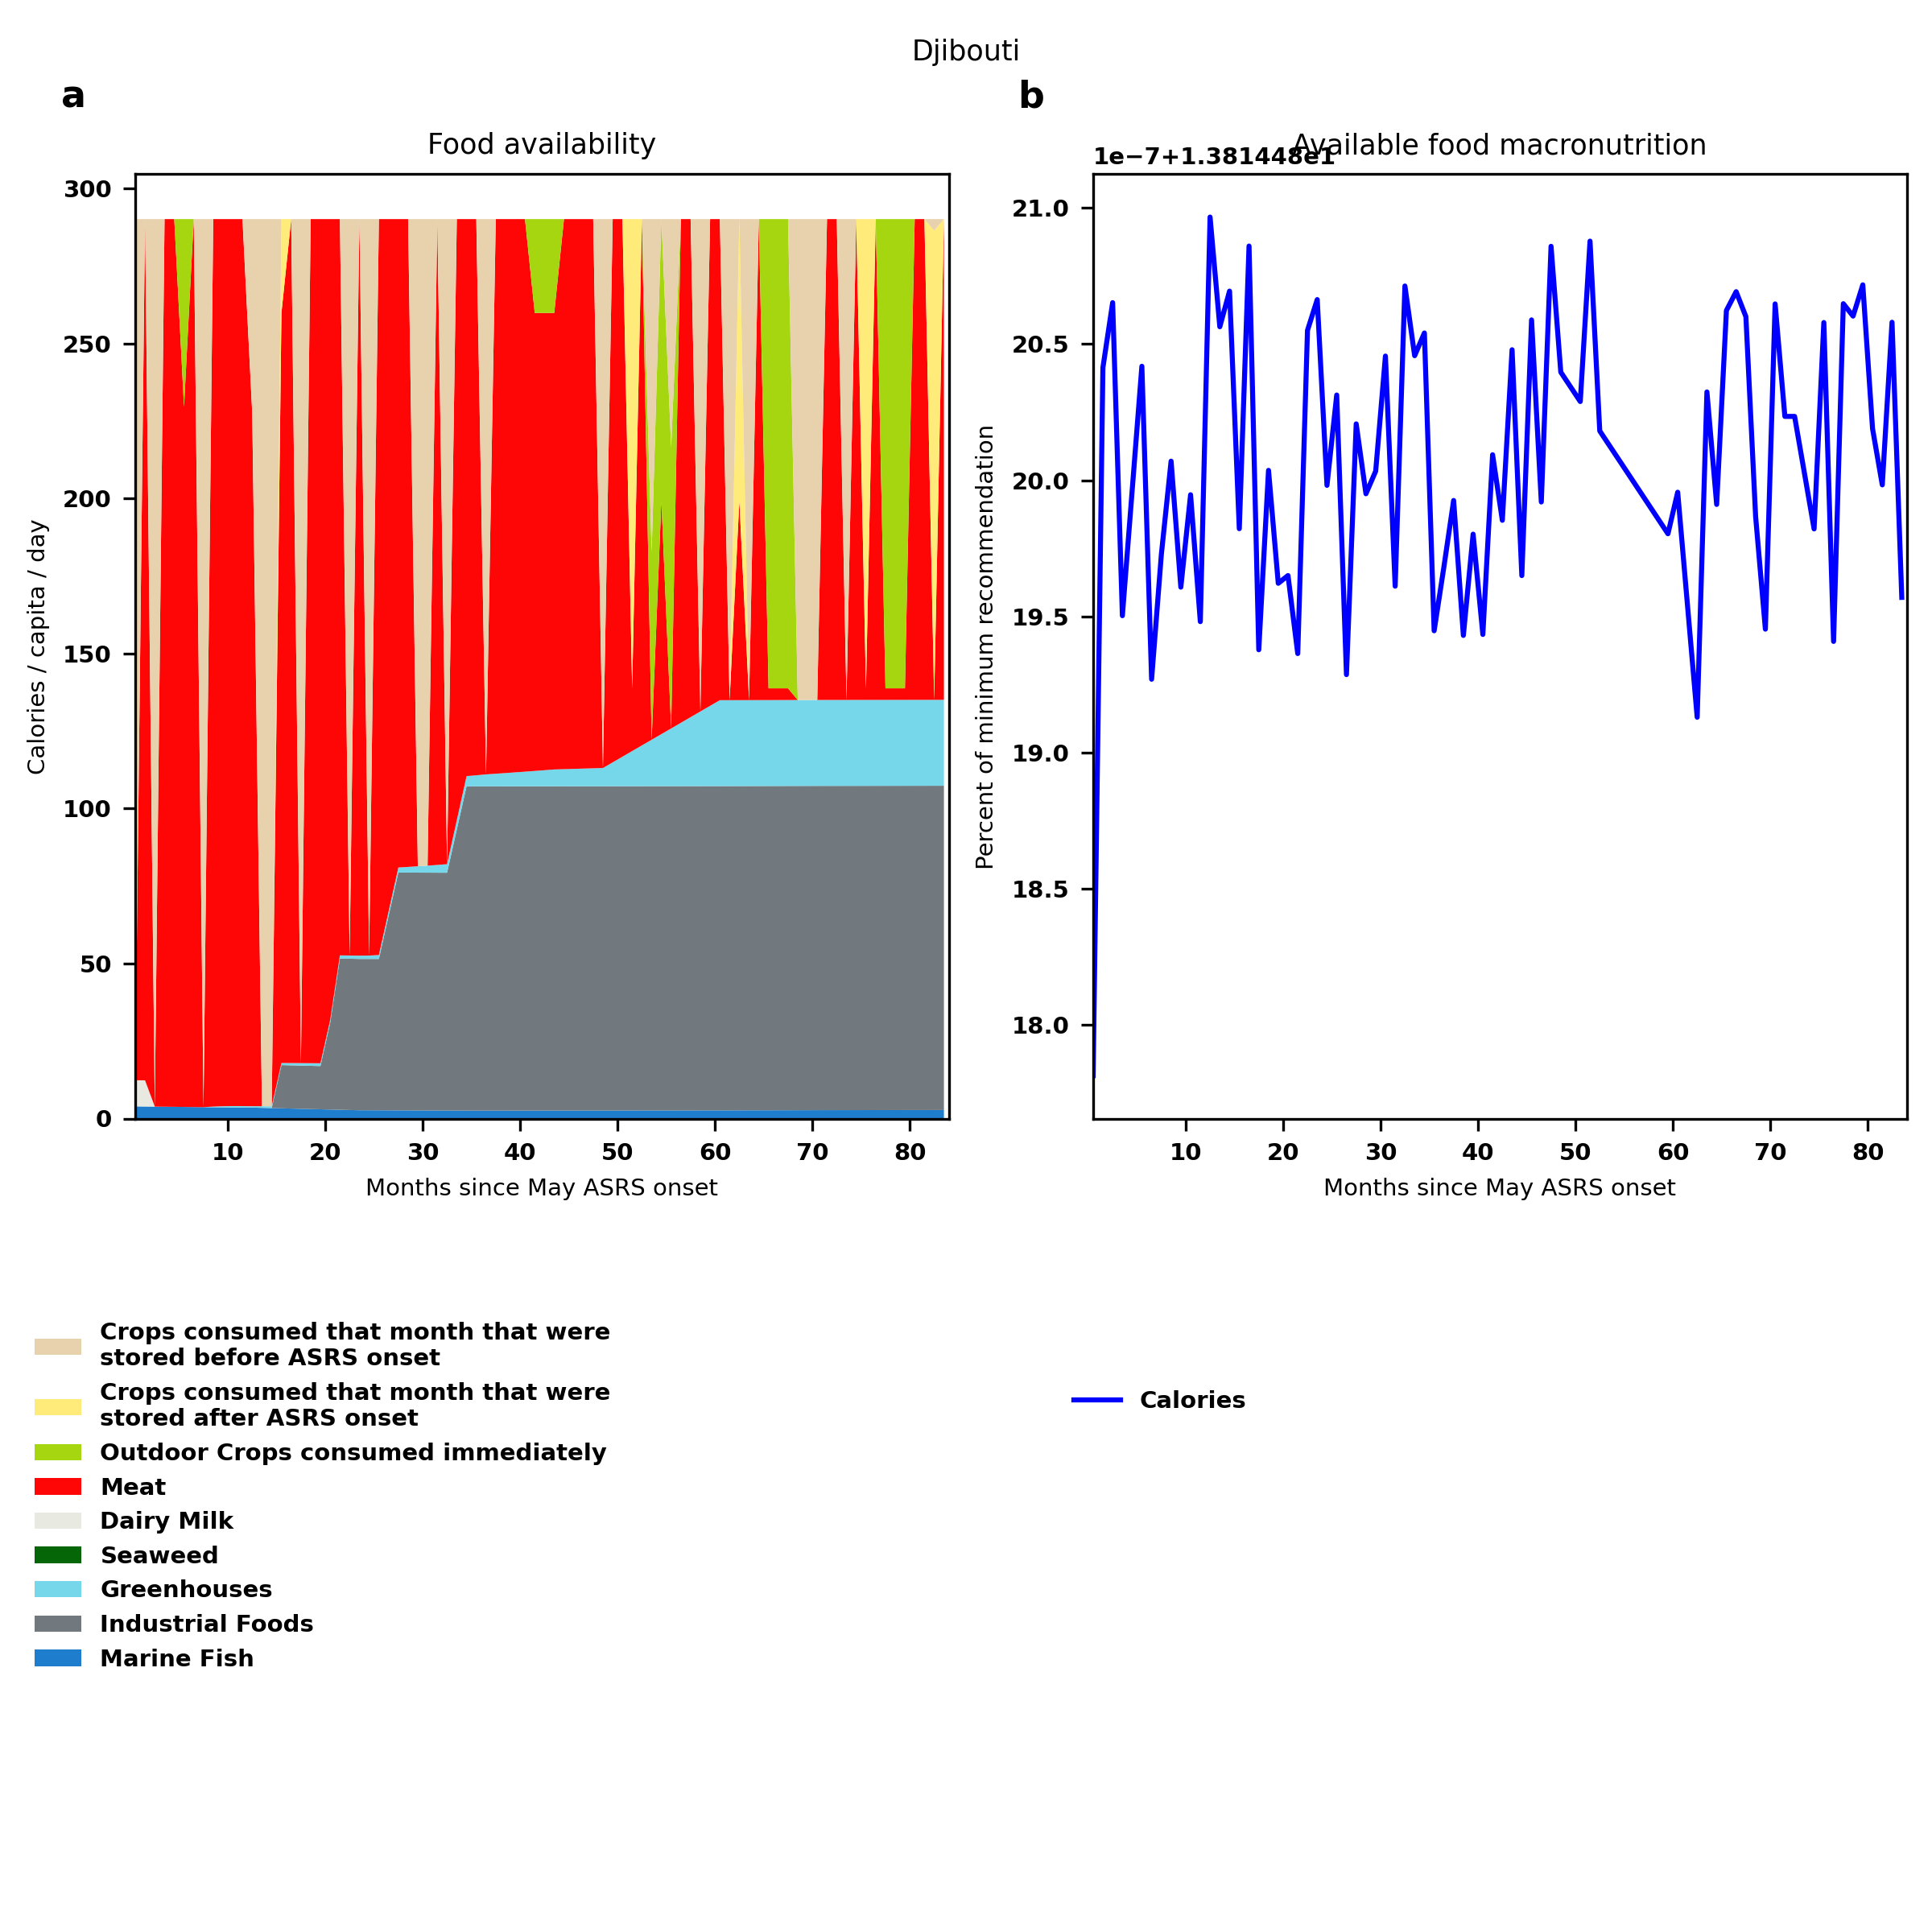 Djibouti
a
b
Food availability
Available food macronutrition
1e−7+1.381448e1
300
250
200
150
100
50
0
Calories / capita / day
10 20 30 40 50 60 70 80
Months since May ASRS onset
21.0
20.5
20.0
19.5
19.0
18.5
18.0
Percent of minimum recommendation
10 20 30 40 50 60 70 80
Months since May ASRS onset
Crops consumed that month that were
stored before ASRS onset
Crops consumed that month that were
stored after ASRS onset
Outdoor Crops consumed immediately
Meat
Dairy Milk
Seaweed
Greenhouses
Industrial Foods
Marine Fish
Calories